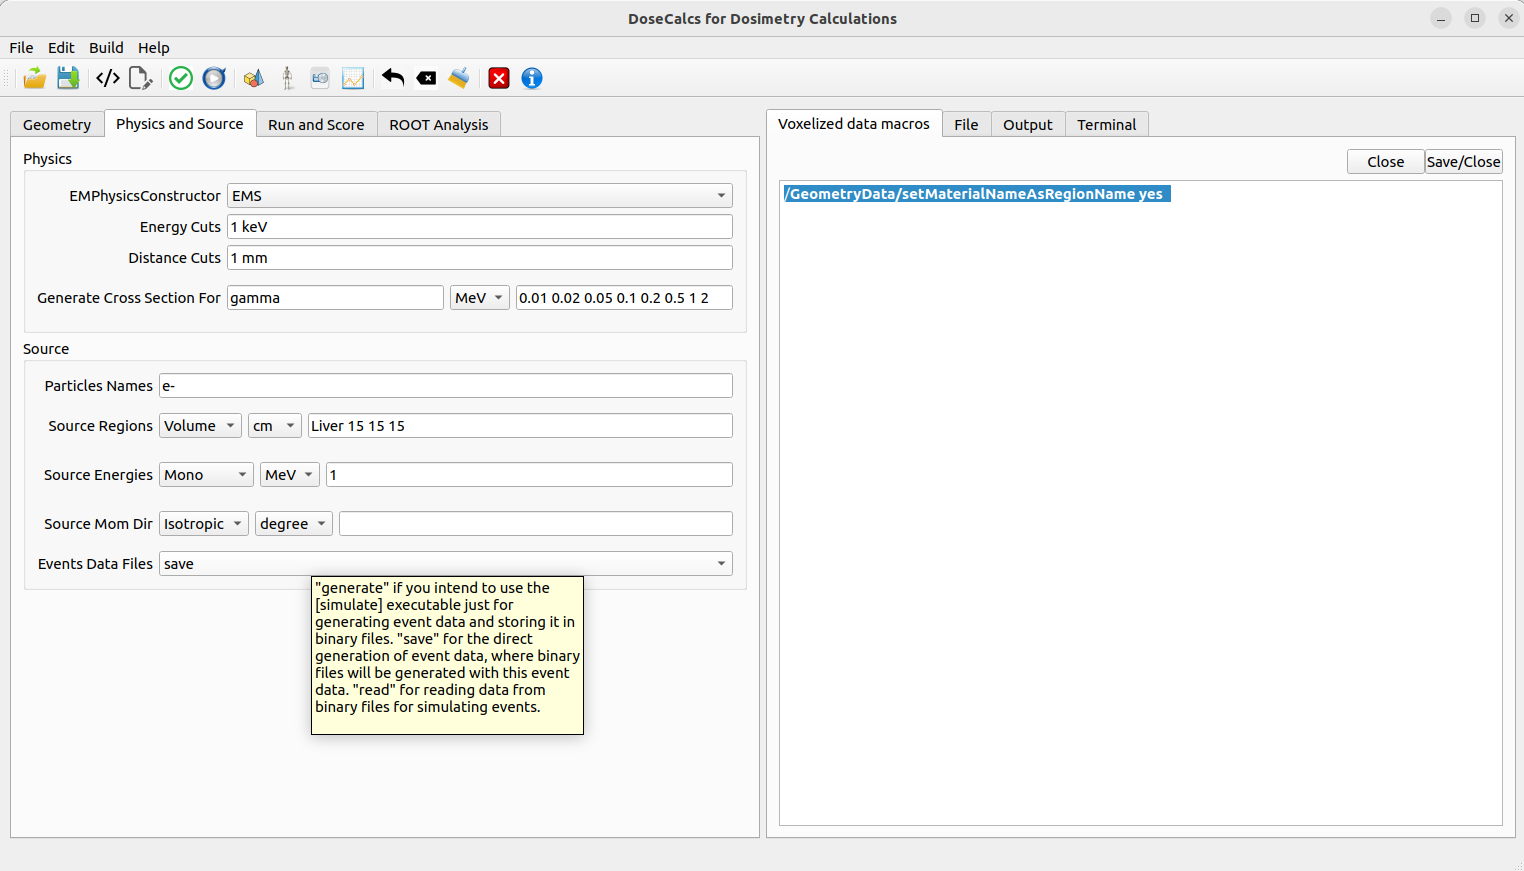 DoseCalcs for Dosimetry Calculations
File Edit Build Help
Geometry Physics and Source Run and Score ROOT Analysis
Physics
EMPhysicsConstructor EMS
Energy Cuts 1 keV
Distance Cuts 1 mm
Generate Cross Section For gamma MeV 0.01 0.02 0.05 0.1 0.2 0.5 1 2
Source
Particles Names e-
Source Regions Volume cm Liver 15 15 15
Source Energies Mono MeV 1
Source Mom Dir Isotropic degree
Events Data Files save
"generate" if you intend to use the
[simulate] executable just for
generating event data and storing it in
binary files. "save" for the direct
generation of event data, where binary
files will be generated with this event
data. "read" for reading data from
binary files for simulating events.
Voxelized data macros File Output Terminal
Close Save/Close
/GeometryData/setMaterialNameAsRegionName yes